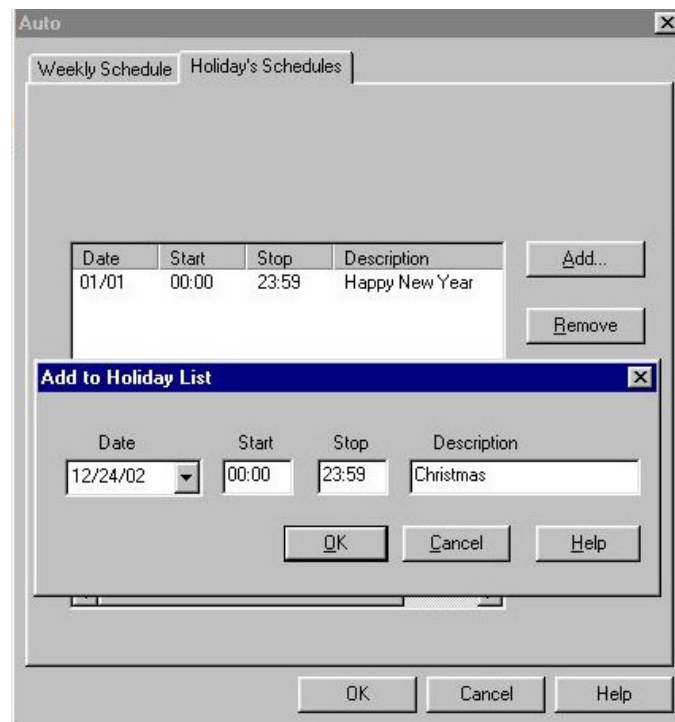 Auto
Weekly Schedule Holiday's Schedules
Date Start Stop Description
01/01 00:00 23:59 Happy New Year
Add...
Remove
Add to Holiday List
Date Start Stop Description
12/24/02 00:00 23:59 Christmas
OK Cancel Help
OK Cancel Help